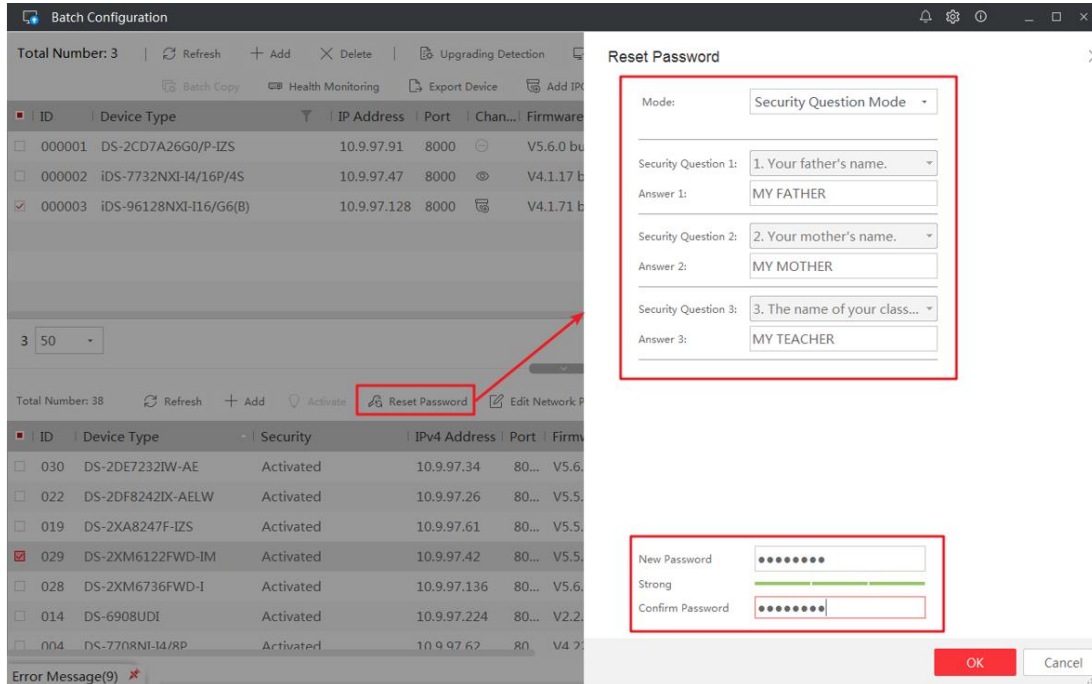 Batch Configuration
Total Number: 3 | Refresh Add Delete | Upgrading Detection
Batch Copy Health Monitoring Export Device Add IPC
ID Device Type IP Address Port Chan... Firmware
000001 DS-2CD7A26G0/P-IZS 10.9.97.91 8000 V5.6.0 bu
000002 iDS-7732NXI-I4/16P/4S 10.9.97.47 8000 V4.1.17 b
000003 iDS-96128NXI-I16/G6(B) 10.9.97.128 8000 V4.1.71 b
3 50
Total Number: 38 Refresh Add Activate Reset Password Edit Network P
ID Device Type Security IPv4 Address Port Firmw
030 DS-2DE7232IW-AE Activated 10.9.97.34 80... V5.6.
022 DS-2DF8242IX-AELW Activated 10.9.97.26 80... V5.5.
019 DS-2XA8247F-IZS Activated 10.9.97.61 80... V5.5.
029 DS-2XM6122FWD-IM Activated 10.9.97.42 80... V5.5.
028 DS-2XM6736FWD-I Activated 10.9.97.136 80... V5.6.
014 DS-6908UDI Activated 10.9.97.224 80... V2.2.
004 DS-7708NI-I4/8P Activated 10.9.97.62 80
Error Message(9)
Reset Password
Mode: Security Question Mode
Security Question 1: 1. Your father's name.
Answer 1: MY FATHER
Security Question 2: 2. Your mother's name.
Answer 2: MY MOTHER
Security Question 3: 3. The name of your class...
Answer 3: MY TEACHER
New Password ●●●●●●●●
Strong
Confirm Password ●●●●●●●●
OK Cancel